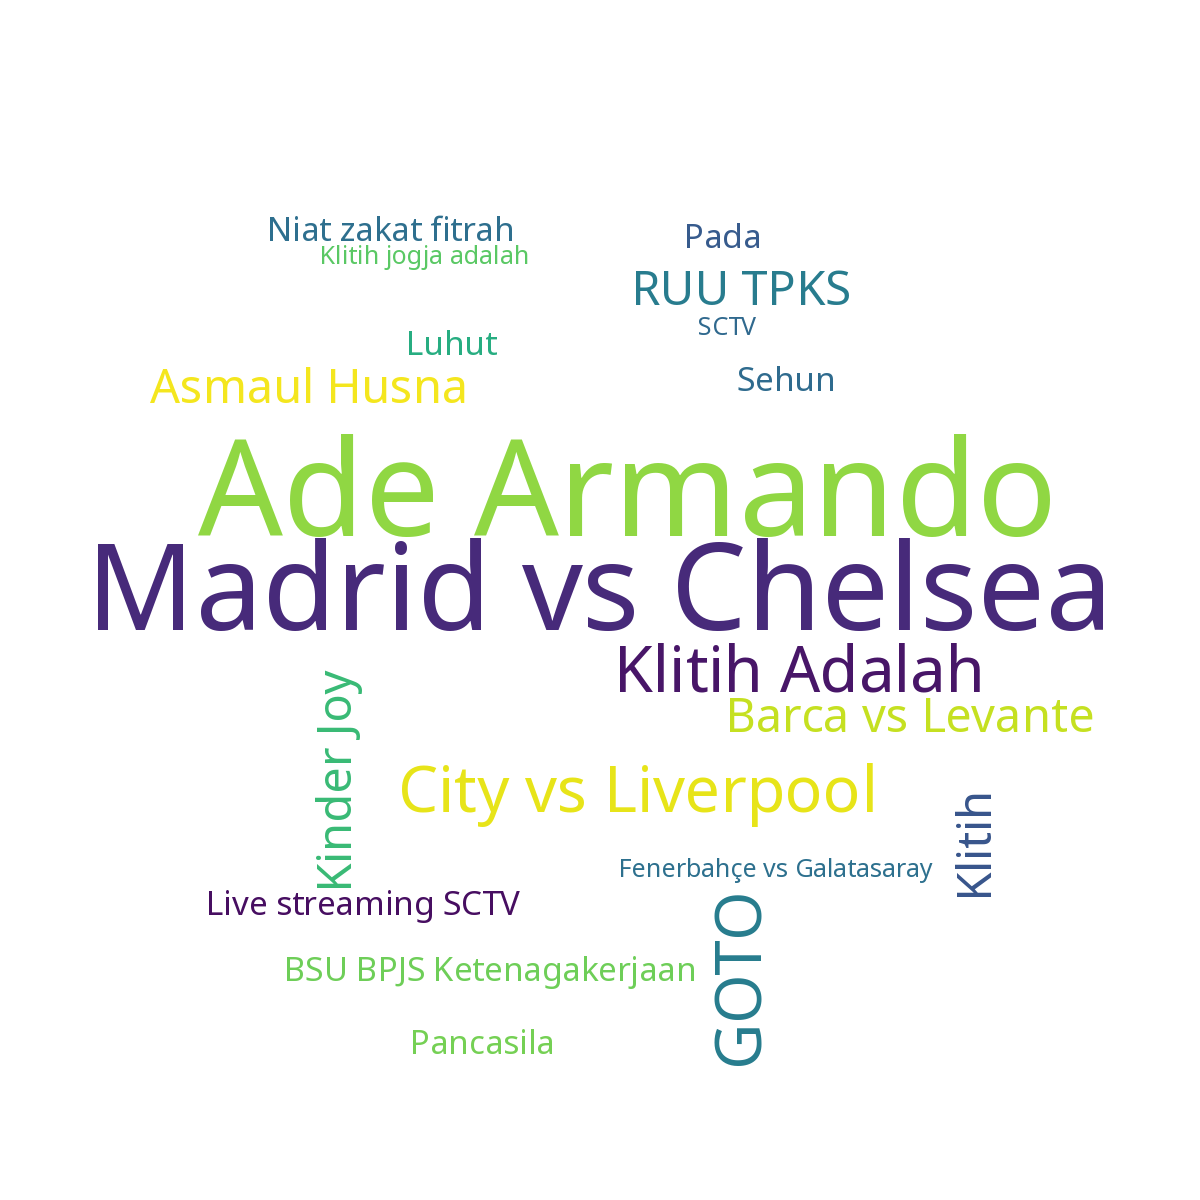 Niat zakat fitrah
Pada
Klitih jogja adalah
RUU TPKS
SCTV
Luhut
Sehun
Asmaul Husna
Ade Armando
Madrid vs Chelsea
Klitih Adalah
Barca vs Levante
Kinder Joy
City vs Liverpool
Klitih
Fenerbahçe vs Galatasaray
Live streaming SCTV
GOTO
BSU BPJS Ketenagakerjaan
Pancasila